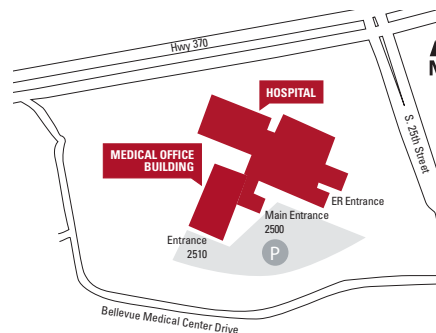 Hwy 370
HOSPITAL
S. 25th Street
MEDICAL OFFICE
BUILDING
ER Entrance
Main Entrance
2500
Entrance
2510
P
Bellevue Medical Center Drive